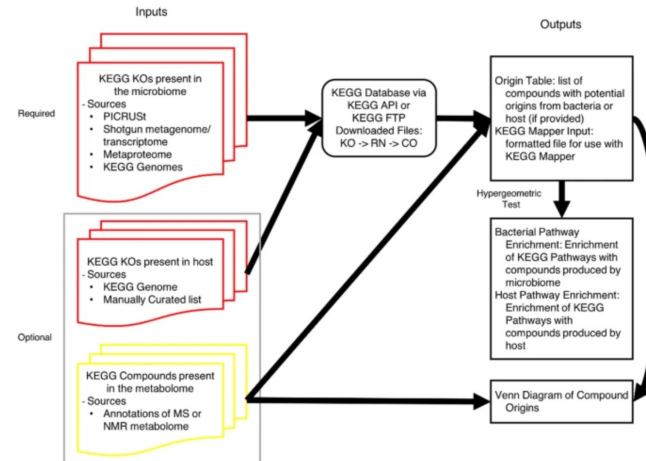 Inputs
Outputs
Required
KEGG KOs present in
the microbiome
- Sources
• PICRUSt
• Shotgun metagenome/
transcriptome
• Metaproteome
• KEGG Genomes
KEGG Database via
KEGG API or
KEGG FTP
Downloaded Files:
KO -> RN -> CO
Origin Table: list of
compounds with potential
origins from bacteria or
host (if provided)
KEGG Mapper Input:
formatted file for use with
KEGG Mapper
Hypergeometric
Test
Optional
KEGG KOs present in host
- Sources
• KEGG Genome
• Manually Curated list
Bacterial Pathway
Enrichment: Enrichment
of KEGG Pathways with
compounds produced by
microbiome
Host Pathway Enrichment:
Enrichment of KEGG
Pathways with
compounds produced by
host
KEGG Compounds present
in the metabolome
- Sources
• Annotations of MS or
NMR metabolome
Venn Diagram of Compound
Origins